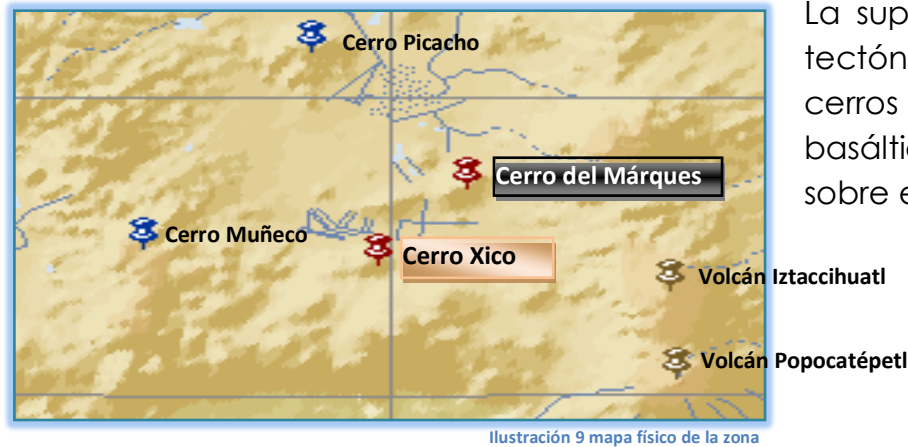 Cerro Picacho
Cerro del Márques
Cerro Muñeco
Cerro Xico
Volcán Iztaccihuatl
Volcán Popocatépetl
Ilustración 9 mapa físico de la zona
La sup
tectón
cerros
basáltic
sobre e